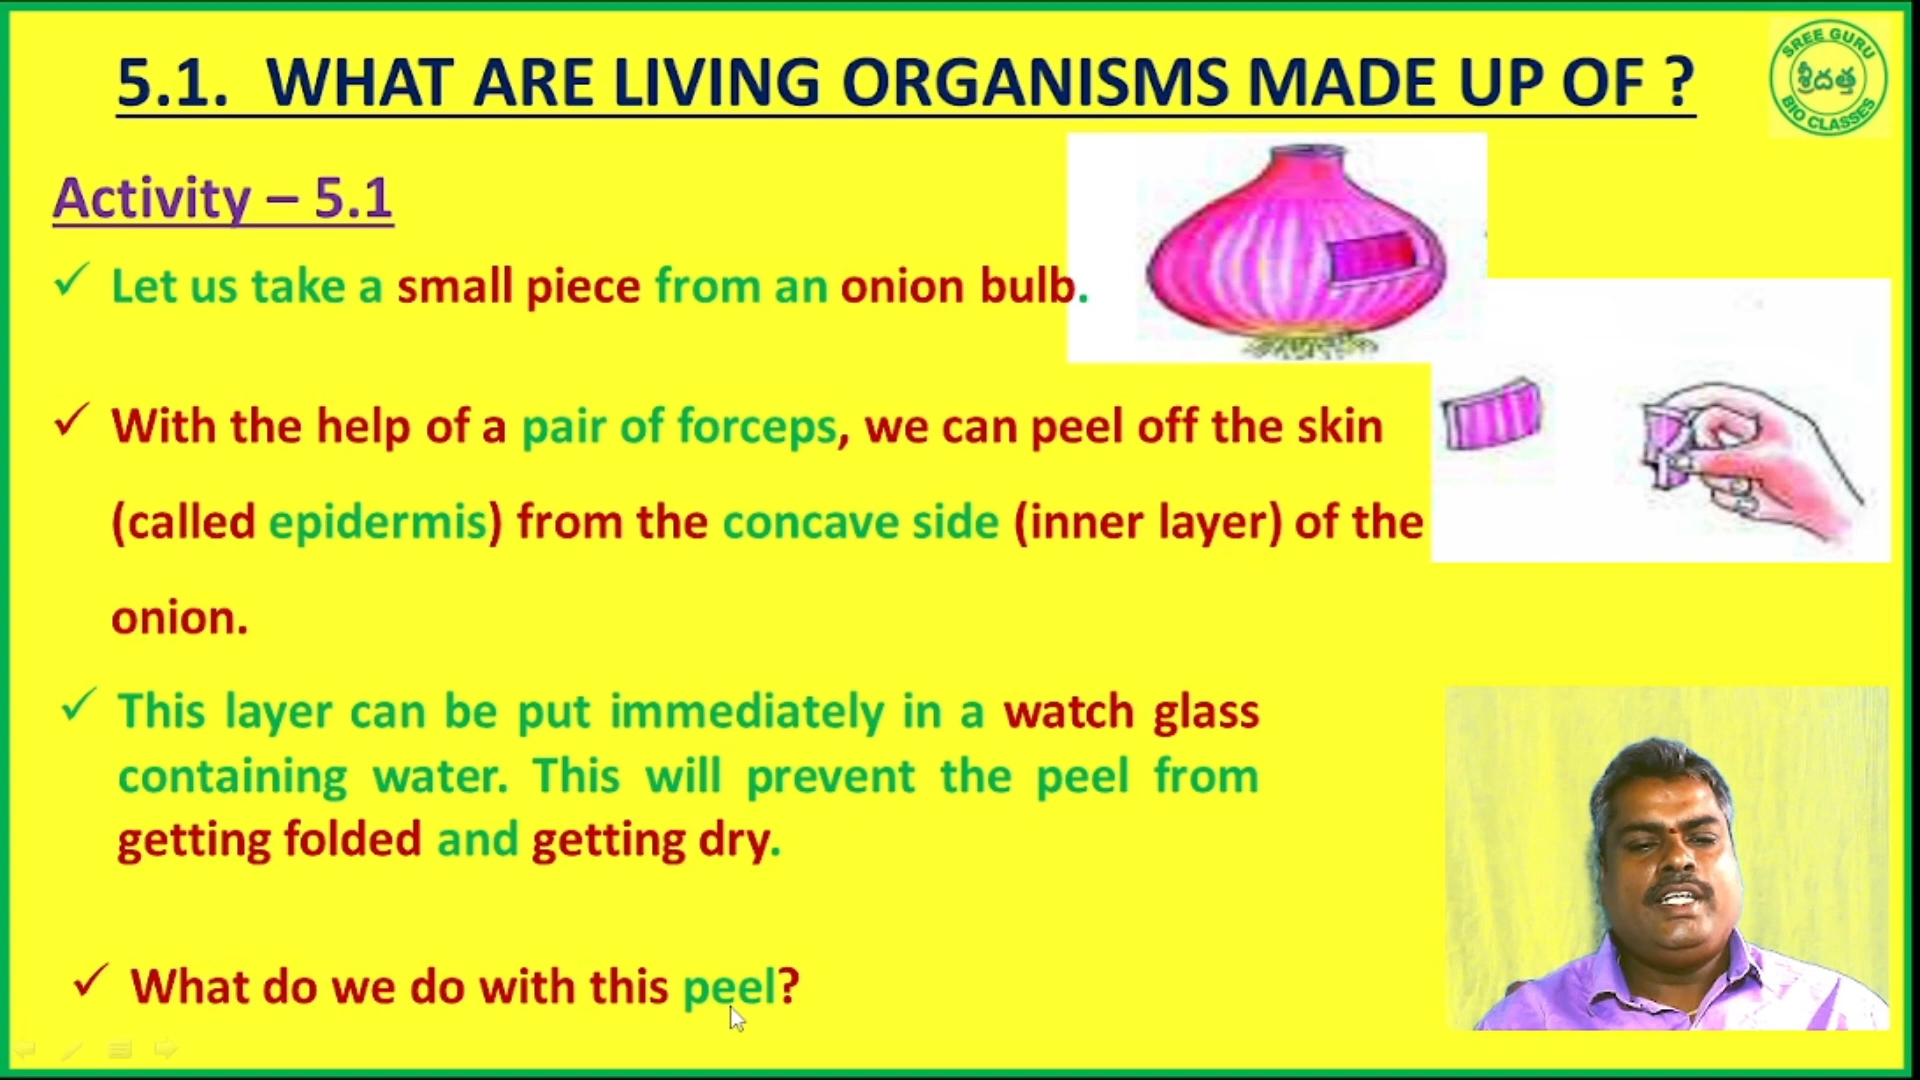 5.1. WHAT ARE LIVING ORGANISMS MADE UP OF ?
SREE GURU
శ్రీదత్త
BIO CLASSES
Activity – 5.1
✓ Let us take a small piece from an onion bulb.
✓ With the help of a pair of forceps, we can peel off the skin
(called epidermis) from the concave side (inner layer) of the
onion.
✓ This layer can be put immediately in a watch glass
containing water. This will prevent the peel from
getting folded and getting dry.
✓ What do we do with this peel?